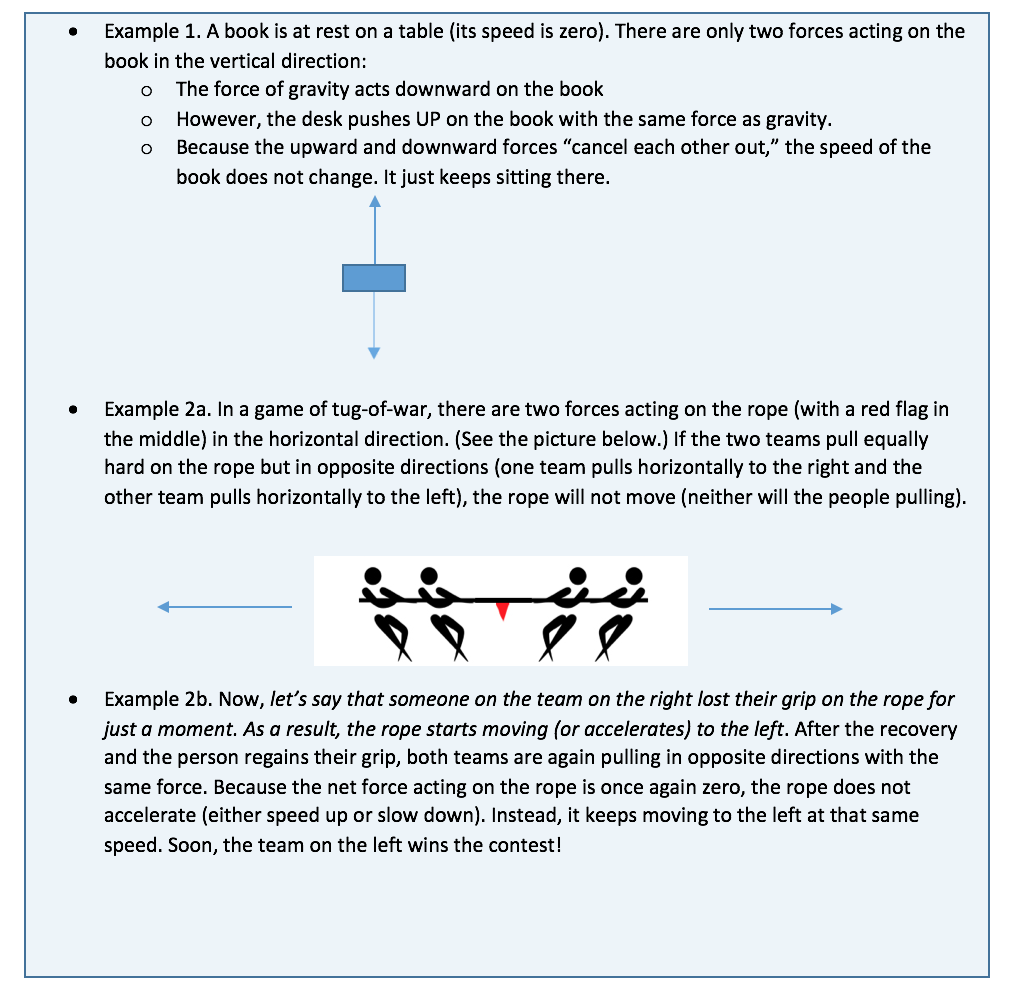 • Example 1. A book is at rest on a table (its speed is zero). There are only two forces acting on the
book in the vertical direction:
o The force of gravity acts downward on the book
o However, the desk pushes UP on the book with the same force as gravity.
o Because the upward and downward forces “cancel each other out,” the speed of the
book does not change. It just keeps sitting there.
• Example 2a. In a game of tug-of-war, there are two forces acting on the rope (with a red flag in
the middle) in the horizontal direction. (See the picture below.) If the two teams pull equally
hard on the rope but in opposite directions (one team pulls horizontally to the right and the
other team pulls horizontally to the left), the rope will not move (neither will the people pulling).
• Example 2b. Now, let’s say that someone on the team on the right lost their grip on the rope for
just a moment. As a result, the rope starts moving (or accelerates) to the left. After the recovery
and the person regains their grip, both teams are again pulling in opposite directions with the
same force. Because the net force acting on the rope is once again zero, the rope does not
accelerate (either speed up or slow down). Instead, it keeps moving to the left at that same
speed. Soon, the team on the left wins the contest!